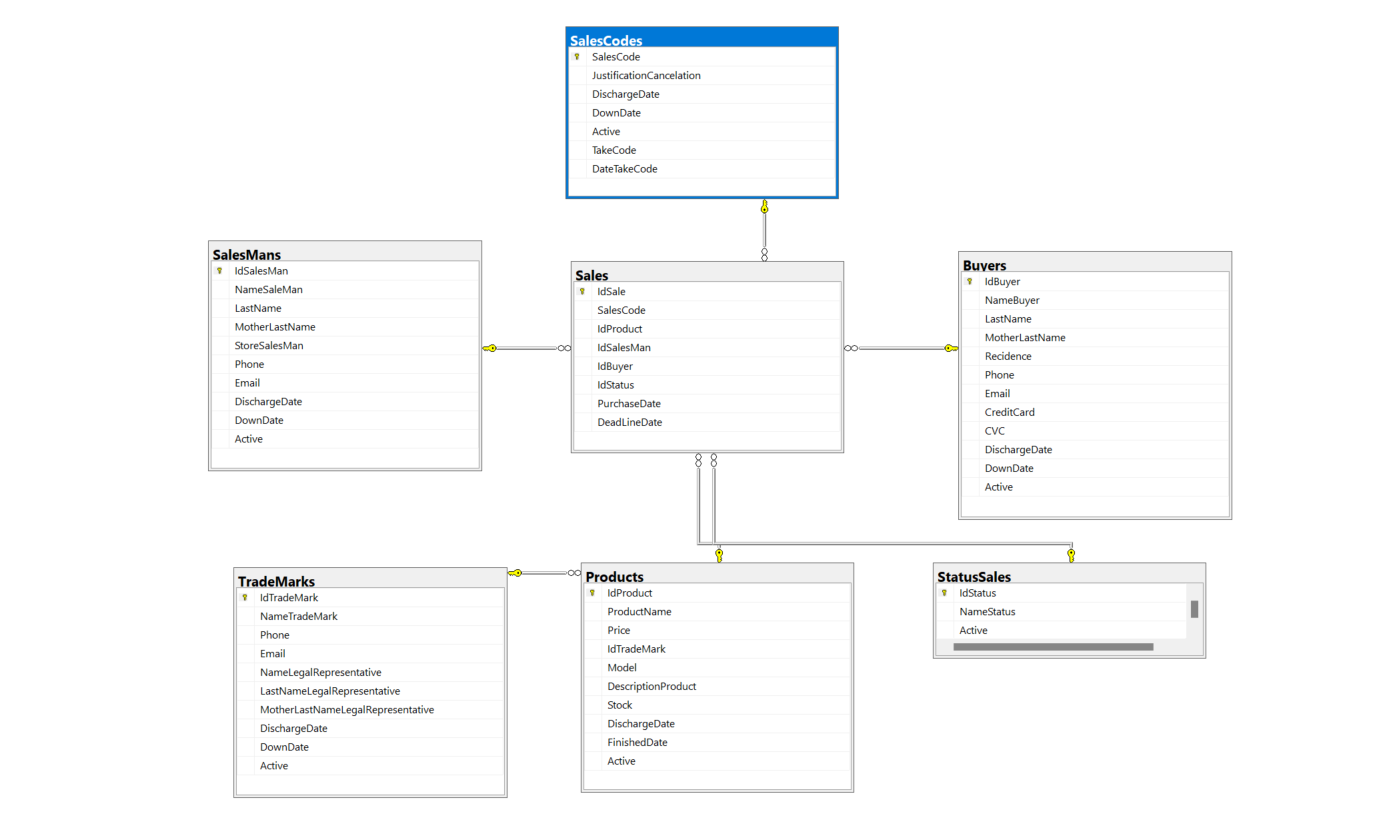 SalesCodes
SalesCode
JustificationCancelation
DischargeDate
DownDate
Active
TakeCode
DateTakeCode
SalesMans
IdSalesMan
NameSaleMan
LastName
MotherLastName
StoreSalesMan
Phone
Email
DischargeDate
DownDate
Active
Sales
IdSale
SalesCode
IdProduct
IdSalesMan
IdBuyer
IdStatus
PurchaseDate
DeadLineDate
Buyers
IdBuyer
NameBuyer
LastName
MotherLastName
Recidence
Phone
Email
CreditCard
CVC
DischargeDate
DownDate
Active
TradeMarks
IdTradeMark
NameTradeMark
Phone
Email
NameLegalRepresentative
LastNameLegalRepresentative
MotherLastNameLegalRepresentative
DischargeDate
DownDate
Active
Products
IdProduct
ProductName
Price
IdTradeMark
Model
DescriptionProduct
Stock
DischargeDate
FinishedDate
Active
StatusSales
IdStatus
NameStatus
Active